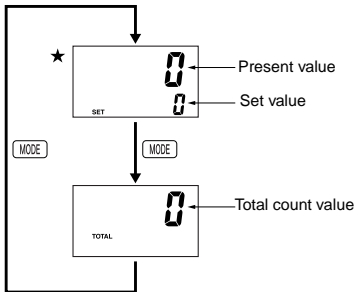 ★
0
Present value
SET
0
Set value
MODE
MODE
0
Total count value
TOTAL